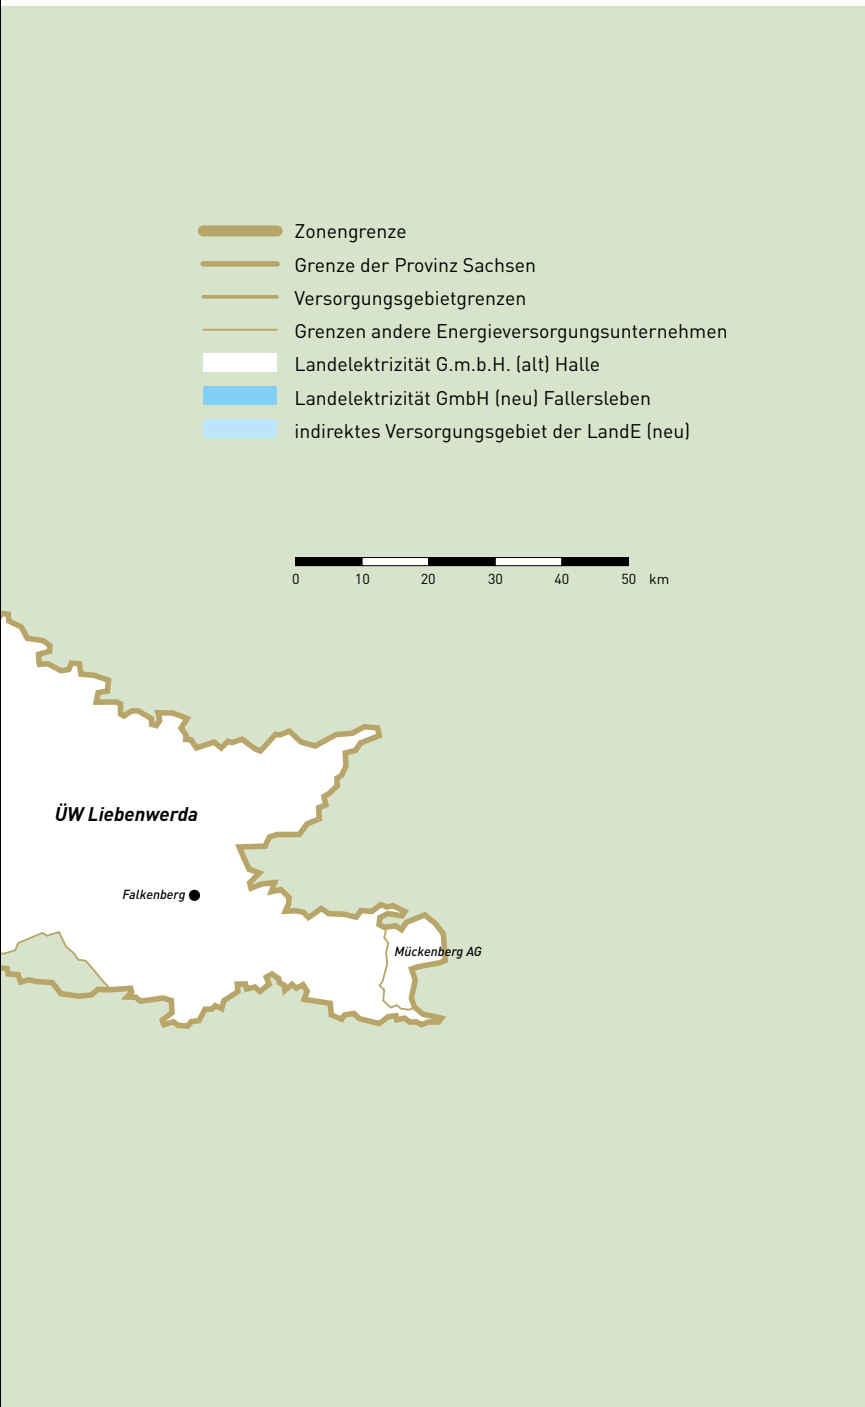 Zonengrenze
Grenze der Provinz Sachsen
Versorgungsgebietgrenzen
Grenzen andere Energieversorgungsunternehmen
Landelektrizität G.m.b.H. (alt) Halle
Landelektrizität GmbH (neu) Fallersleben
indirektes Versorgungsgebiet der LandE (neu)
0 10 20 30 40 50 km
ÜW Liebenwerda
Falkenberg
Mückenberg AG